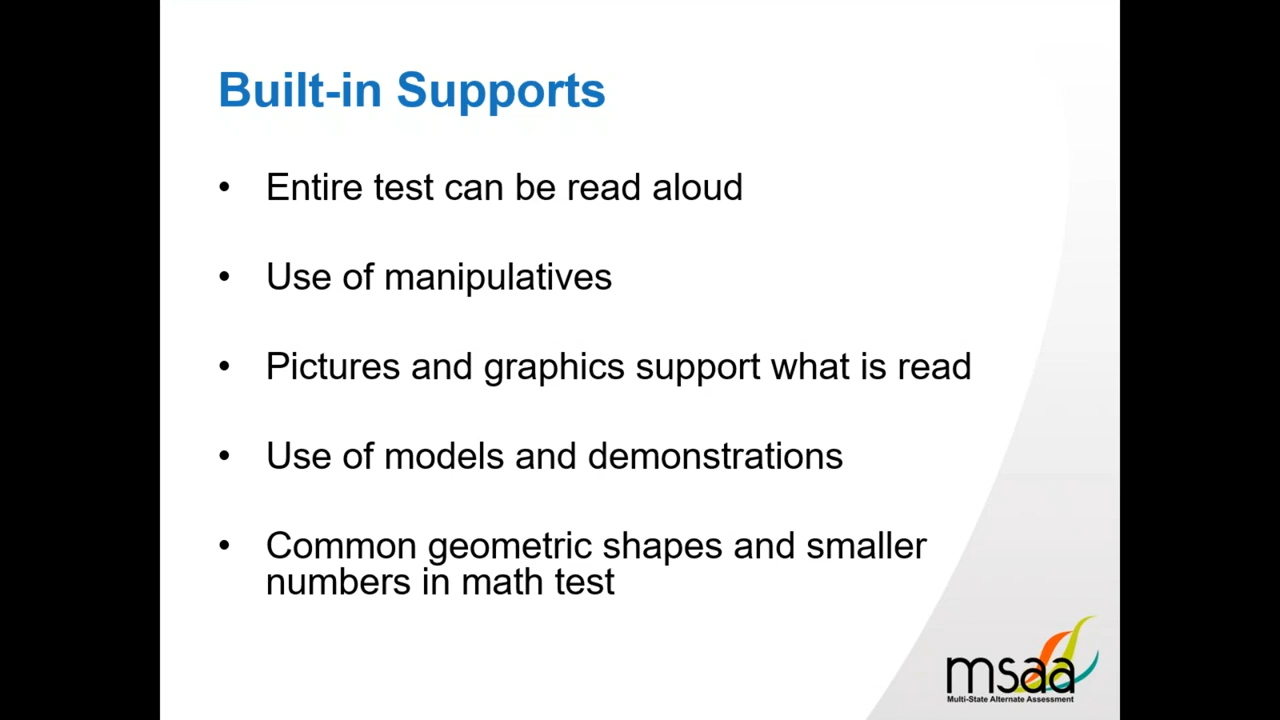 Built-in Supports
• Entire test can be read aloud
• Use of manipulatives
• Pictures and graphics support what is read
• Use of models and demonstrations
• Common geometric shapes and smaller
numbers in math test
msaa
Multi-State Alternate Assessment